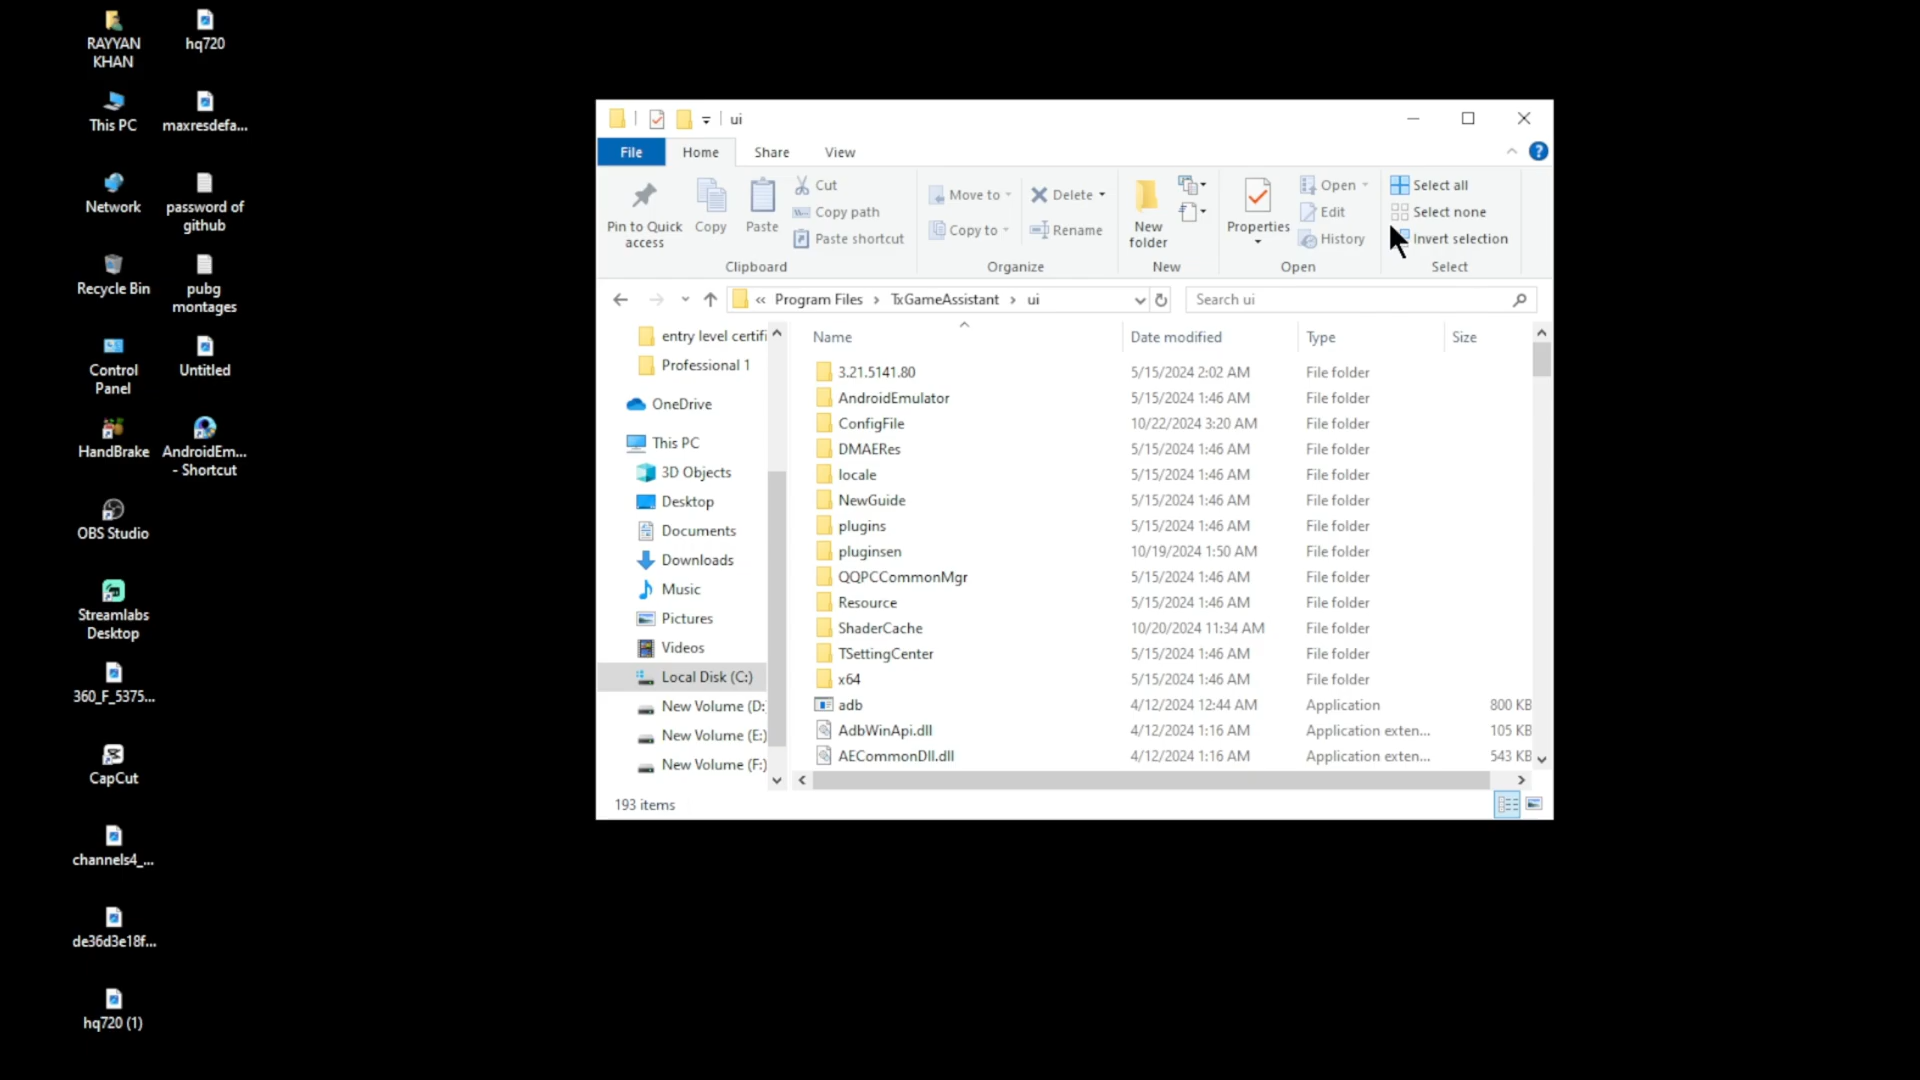 RAYYAN
KHAN
hq720
This PC
maxresdefa...
Network
password of
github
Recycle Bin
pubg
montages
Control
Panel
Untitled
HandBrake
AndroidEm...
- Shortcut
OBS Studio
Streamlabs
Desktop
360_F_5375...
CapCut
channels4_...
de36d3e18f...
hq720 (1)
ui
File Home Share View
Pin to Quick
access
Copy
Paste
Cut
Copy path
Paste shortcut
Clipboard
Move to
Copy to
Delete
Rename
Organize
New
folder
New
Properties
Open
Edit
History
Open
Select all
Select none
Invert selection
Select
« Program Files › TxGameAssistant › ui
Search ui
entry level certifi
Professional 1
OneDrive
This PC
3D Objects
Desktop
Documents
Downloads
Music
Pictures
Videos
Local Disk (C:)
New Volume (D:
New Volume (E:)
New Volume (F:)
Name Date modified Type Size
3.21.5141.80 5/15/2024 2:02 AM File folder
AndroidEmulator 5/15/2024 1:46 AM File folder
ConfigFile 10/22/2024 3:20 AM File folder
DMAERes 5/15/2024 1:46 AM File folder
locale 5/15/2024 1:46 AM File folder
NewGuide 5/15/2024 1:46 AM File folder
plugins 5/15/2024 1:46 AM File folder
pluginsen 10/19/2024 1:50 AM File folder
QQPCCommonMgr 5/15/2024 1:46 AM File folder
Resource 5/15/2024 1:46 AM File folder
ShaderCache 10/20/2024 11:34 AM File folder
TSettingCenter 5/15/2024 1:46 AM File folder
x64 5/15/2024 1:46 AM File folder
adb 4/12/2024 12:44 AM Application 800 KB
AdbWinApi.dll 4/12/2024 1:16 AM Application exten... 105 KB
AECommonDll.dll 4/12/2024 1:16 AM Application exten... 543 KB
193 items